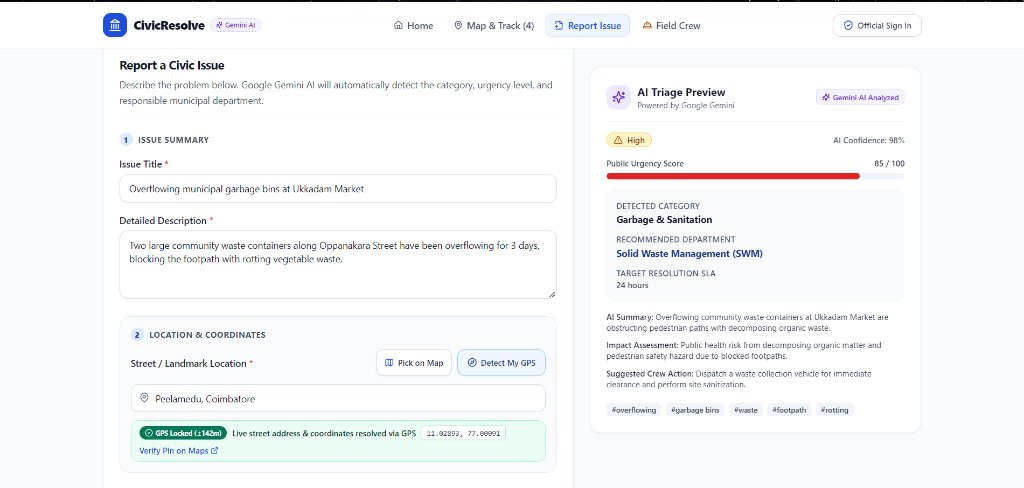 CivicResolve
Gemini AI
Home
Map & Track (4)
Report Issue
Field Crew
Official Sign In
Report a Civic Issue
Describe the problem below. Google Gemini AI will automatically detect the category, urgency level, and
responsible municipal department.
1 ISSUE SUMMARY
Issue Title *
Overflowing municipal garbage bins at Ukkadam Market
Detailed Description *
Two large community waste containers along Oppanakara Street have been overflowing for 3 days,
blocking the footpath with rotting vegetable waste.
2 LOCATION & COORDINATES
Street / Landmark Location *
Pick on Map
Detect My GPS
Peelamedu, Coimbatore
GPS Locked (±142m) Live street address & coordinates resolved via GPS 11.02893, 77.00091
Verify Pin on Maps
AI Triage Preview
Powered by Google Gemini
Gemini AI Analyzed
High
AI Confidence: 98%
Public Urgency Score 85 / 100
DETECTED CATEGORY
Garbage & Sanitation
RECOMMENDED DEPARTMENT
Solid Waste Management (SWM)
TARGET RESOLUTION SLA
24 hours
AI Summary: Overflowing community waste containers at Ukkadam Market are
obstructing pedestrian paths with decomposing organic waste.
Impact Assessment: Public health risk from decomposing organic matter and
pedestrian safety hazard due to blocked footpaths.
Suggested Crew Action: Dispatch a waste collection vehicle for immediate
clearance and perform site sanitization.
#overflowing #garbage bins #waste #footpath #rotting